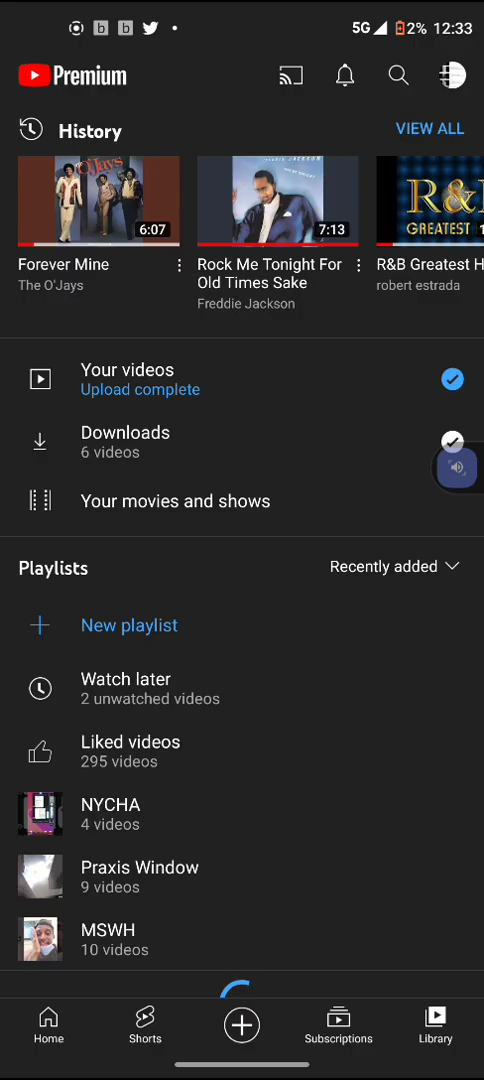 5G 2% 12:33
Premium
History
VIEW ALL
6:07
7:13
R&B
GREATEST
Forever Mine
The O'Jays
Rock Me Tonight For
Old Times Sake
Freddie Jackson
R&B Greatest H
robert estrada
Your videos
Upload complete
Downloads
6 videos
Your movies and shows
Playlists
Recently added
New playlist
Watch later
2 unwatched videos
Liked videos
295 videos
NYCHA
4 videos
Praxis Window
9 videos
MSWH
10 videos
Home
Shorts
Subscriptions
Library